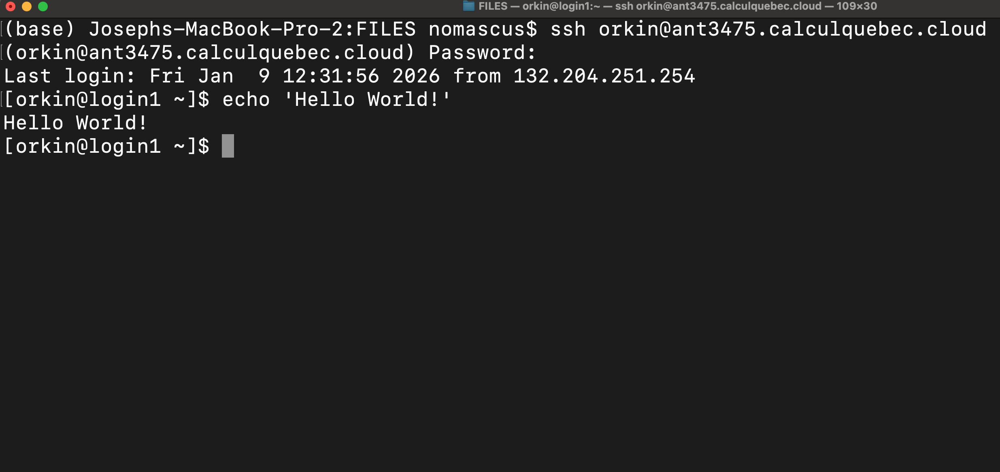 FILES — orkin@login1:~ — ssh orkin@ant3475.calculquebec.cloud — 109×30
(base) Josephs-MacBook-Pro-2:FILES nomascus$ ssh orkin@ant3475.calculquebec.cloud
(orkin@ant3475.calculquebec.cloud) Password:
Last login: Fri Jan  9 12:31:56 2026 from 132.204.251.254
[orkin@login1 ~]$ echo 'Hello World!'
Hello World!
[orkin@login1 ~]$